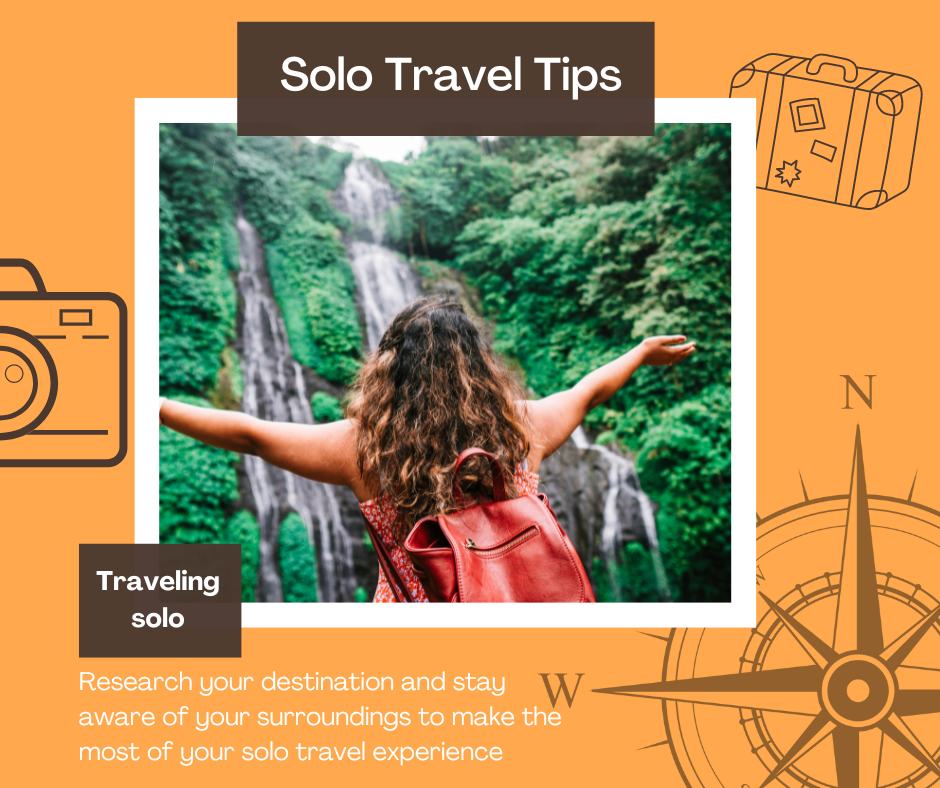 Solo Travel Tips
N
Traveling
solo
Research your destination and stay
W
aware of your surroundings to make the
most of your solo travel experience